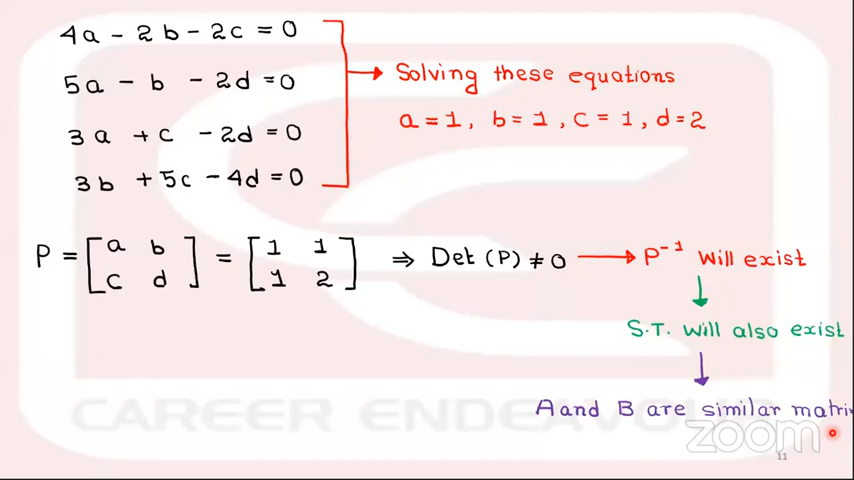 4a - 2b - 2c = 0
5a - b - 2d = 0
3a + c - 2d = 0
3b + 5c - 4d = 0
Solving these equations
a = 1, b = 1, c = 1, d = 2
P = [a b; c d] = [1 1; 1 2] ⇒ Det (P) ≠ 0 → P⁻¹ will exist
S.T. will also exist
A and B are similar matri
CAREER ENDEAVOUR
zoom
11